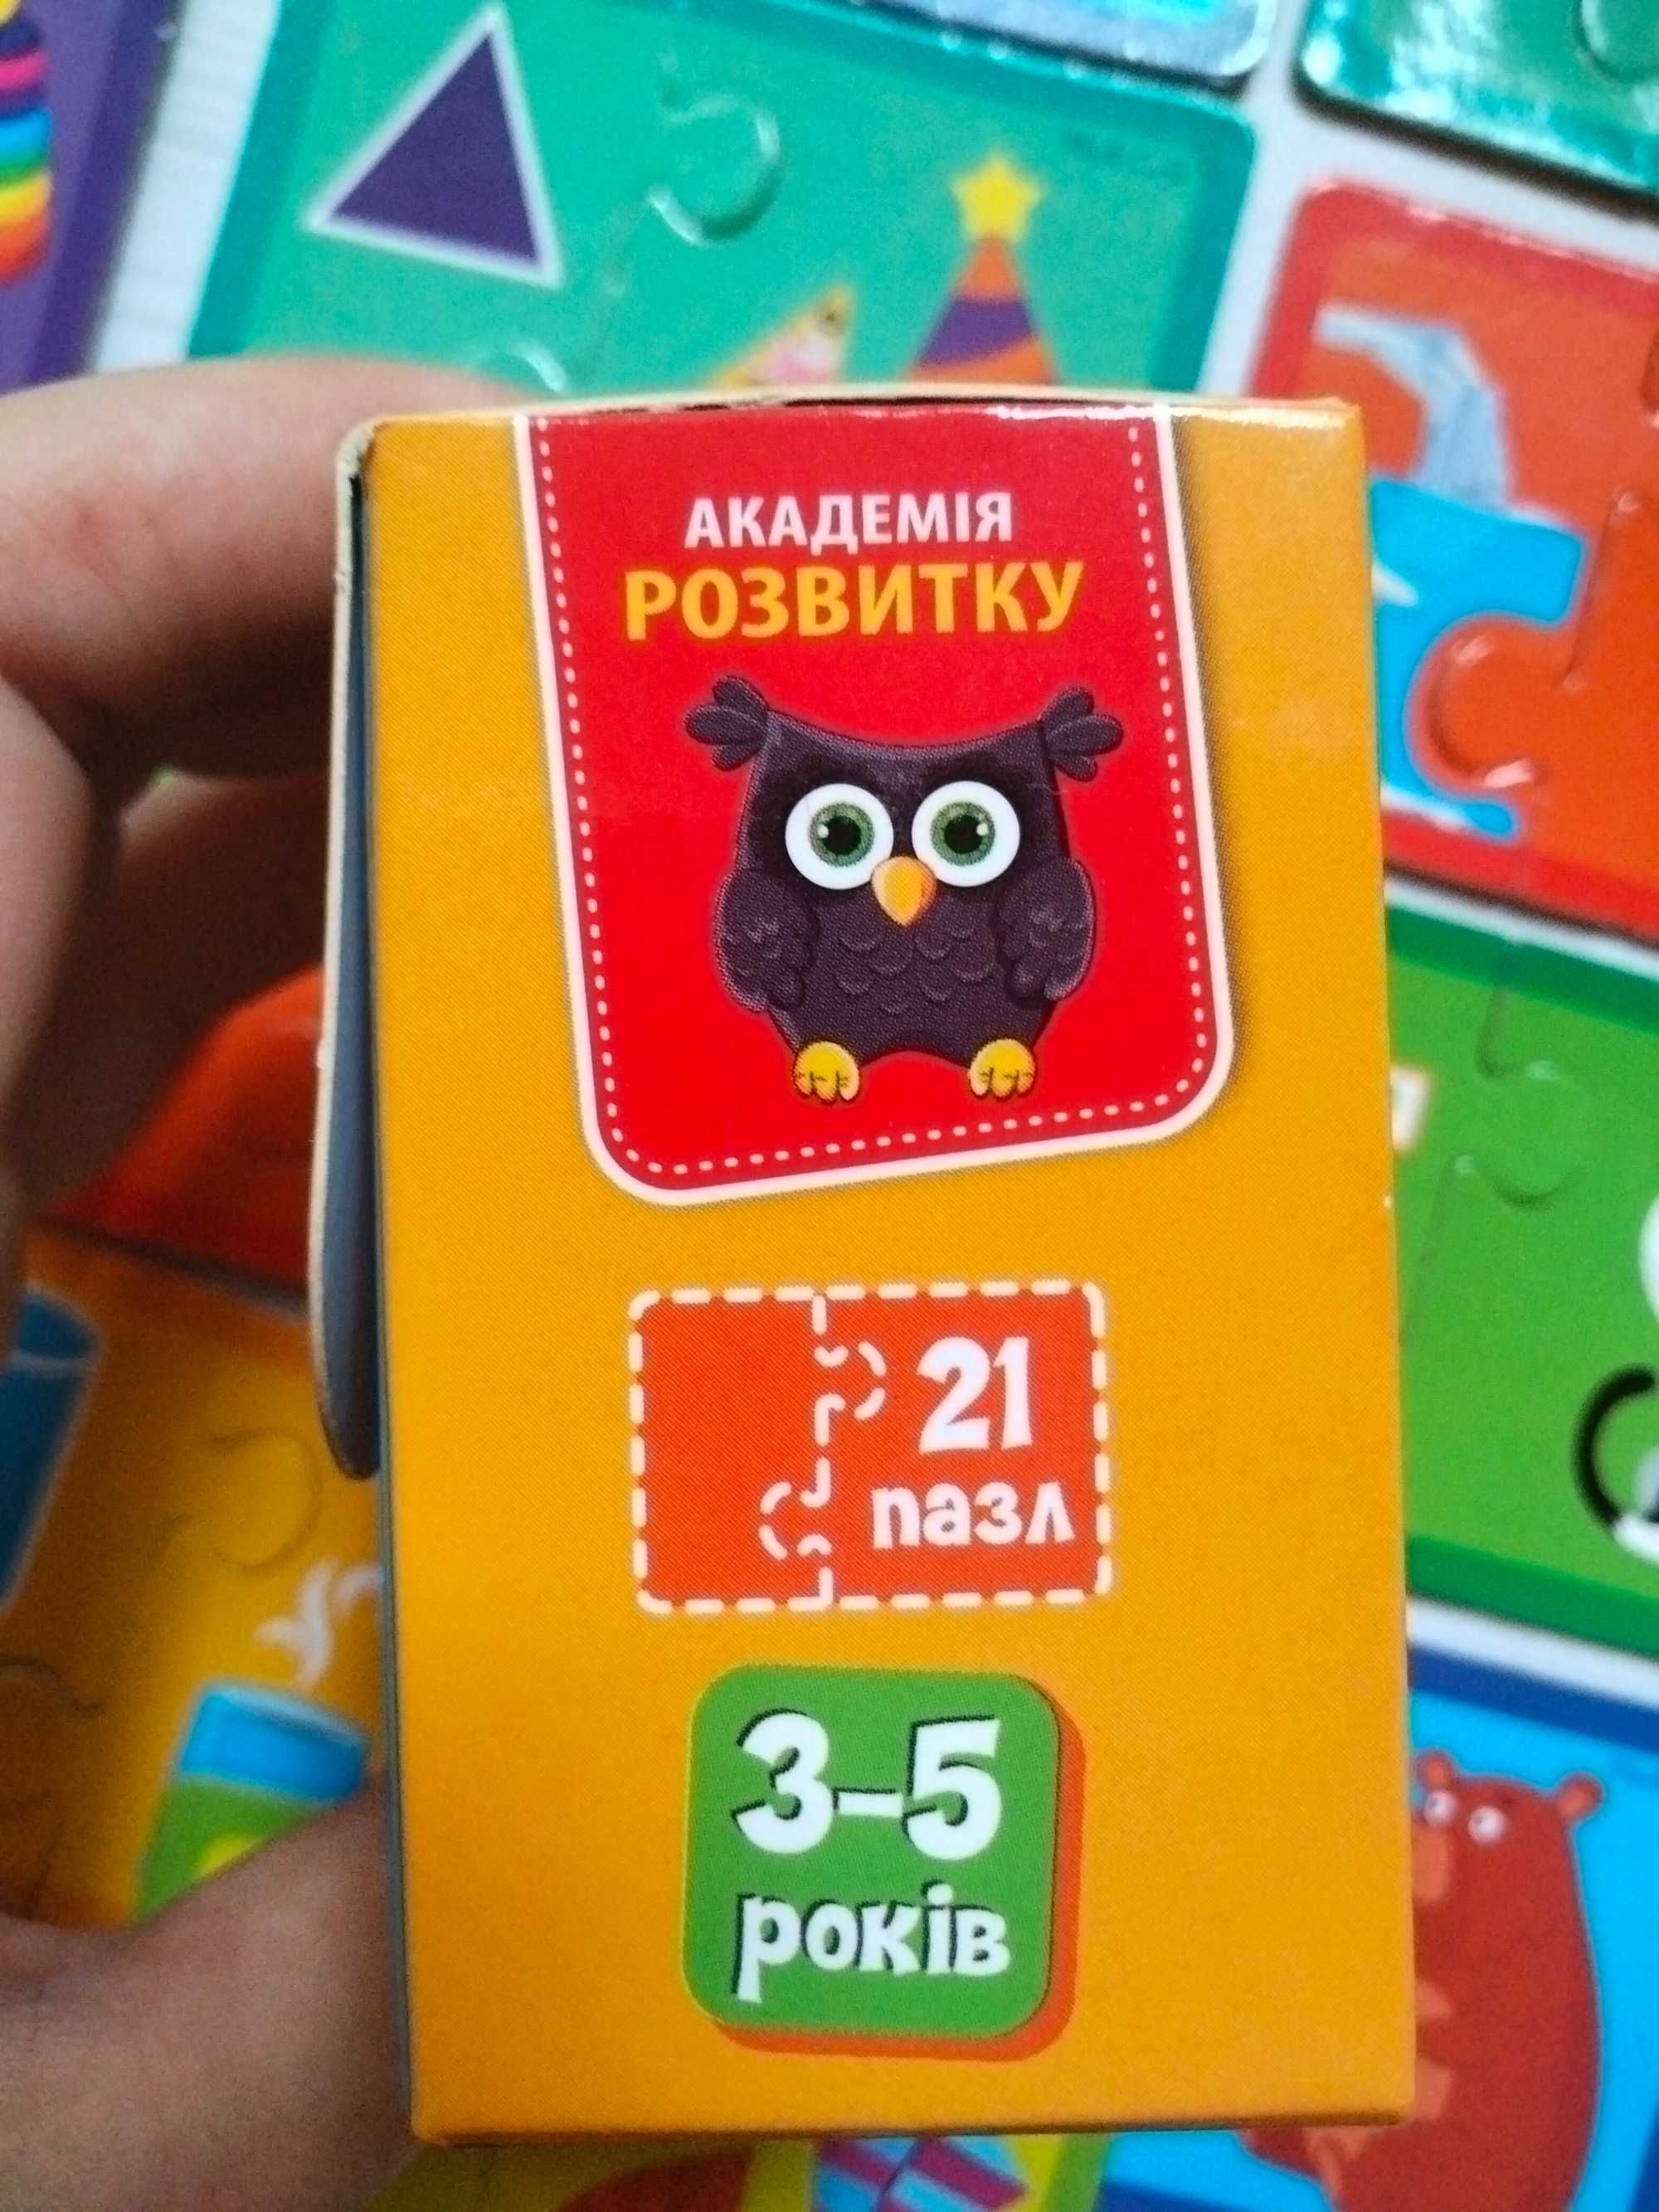 АКАДЕМІЯ
РОЗВИТКУ
21
пазл
3–5
років